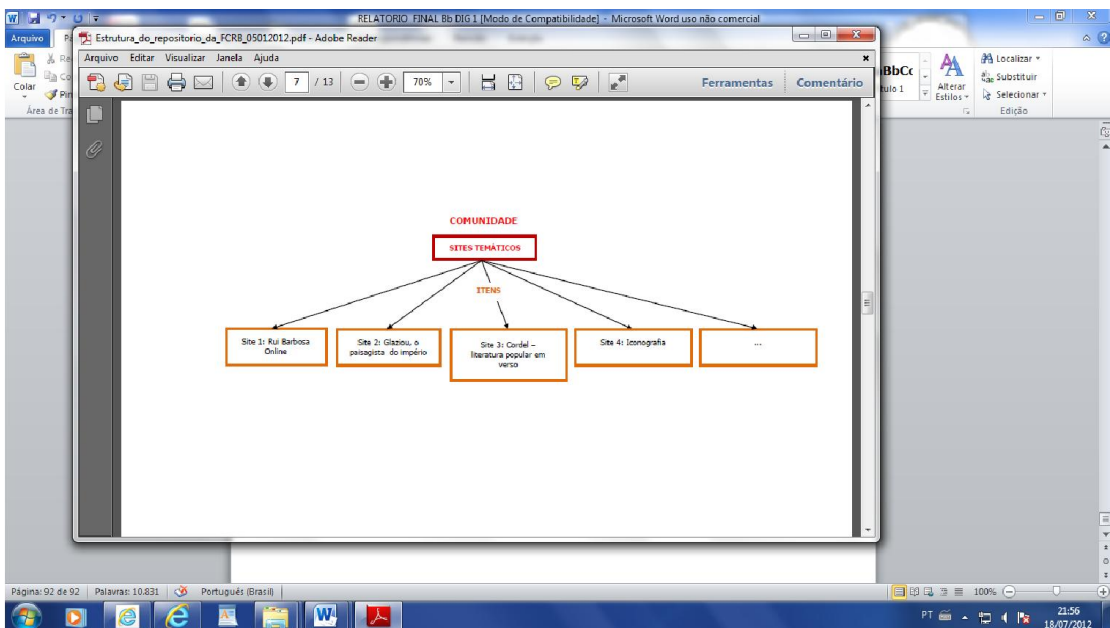 RELATORIO FINAL Bb DIG 1 [Modo de Compatibilidade] - Microsoft Word uso não comercial
Arquivo
Estrutura_do_repositorio_da_FCRB_05012012.pdf - Adobe Reader
Arquivo Editar Visualizar Janela Ajuda
7 / 13 70% Ferramentas Comentário
Colar
Área de Tra
BbCc
tulo 1
Alterar
Estilos
Localizar
Substituir
Selecionar
Edição
COMUNIDADE
SITES TEMÁTICOS
ITENS
Site 1: Rui Barbosa
Online
Site 2: Glaziou, o
paisagista do império
Site 3: Cordel –
literatura popular em
verso
Site 4: Iconografia
...
Página: 92 de 92 Palavras: 10.831 Português (Brasil) 100%
PT 21:56
18/07/2012